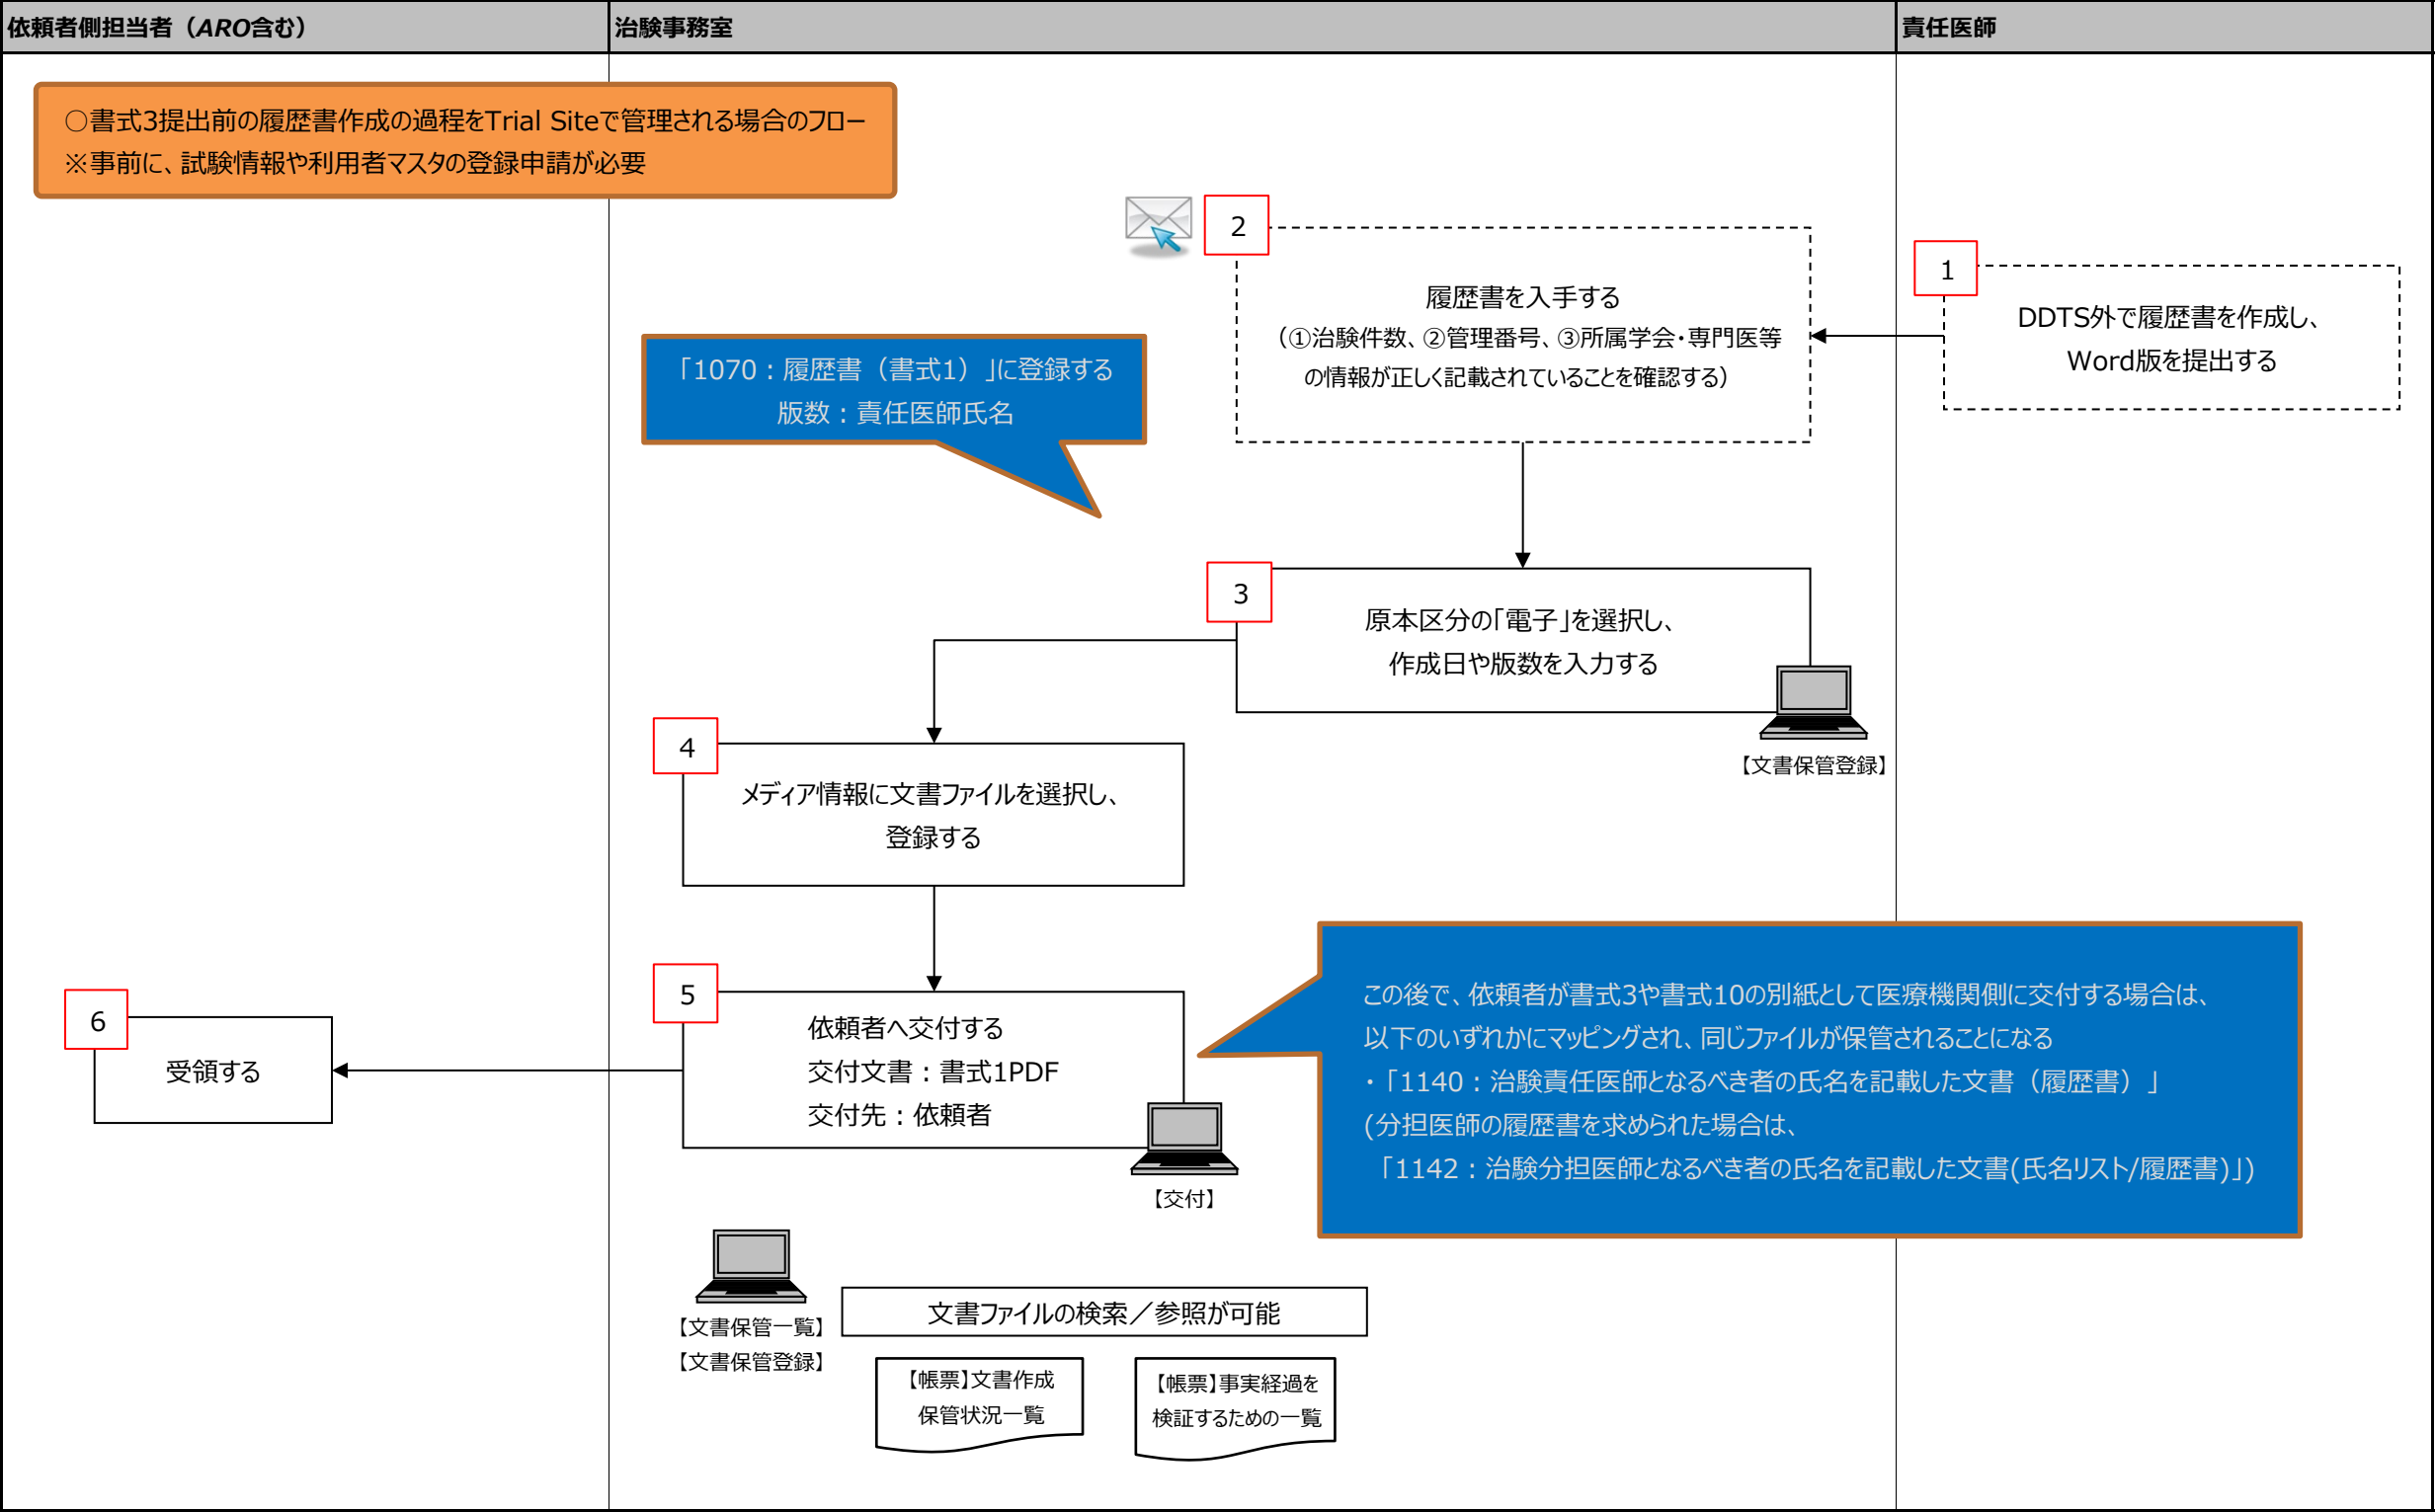 依頼者側担当者（ARO含む）
治験事務室
責任医師
○書式3提出前の履歴書作成の過程をTrial Siteで管理される場合のフロー
※事前に、試験情報や利用者マスタの登録申請が必要
1
DDTS外で履歴書を作成し、
Word版を提出する
2
履歴書を入手する
（①治験件数、②管理番号、③所属学会・専門医等
の情報が正しく記載されていることを確認する）
「1070：履歴書（書式1）」に登録する
版数：責任医師氏名
3
原本区分の「電子」を選択し、
作成日や版数を入力する
【文書保管登録】
4
メディア情報に文書ファイルを選択し、
登録する
5
依頼者へ交付する
交付文書：書式1PDF
交付先：依頼者
【交付】
この後で、依頼者が書式3や書式10の別紙として医療機関側に交付する場合は、
以下のいずれかにマッピングされ、同じファイルが保管されることになる
・「1140：治験責任医師となるべき者の氏名を記載した文書（履歴書）」
(分担医師の履歴書を求められた場合は、
「1142：治験分担医師となるべき者の氏名を記載した文書(氏名リスト/履歴書)」)
6
受領する
【文書保管一覧】
【文書保管登録】
文書ファイルの検索／参照が可能
【帳票】文書作成
保管状況一覧
【帳票】事実経過を
検証するための一覧